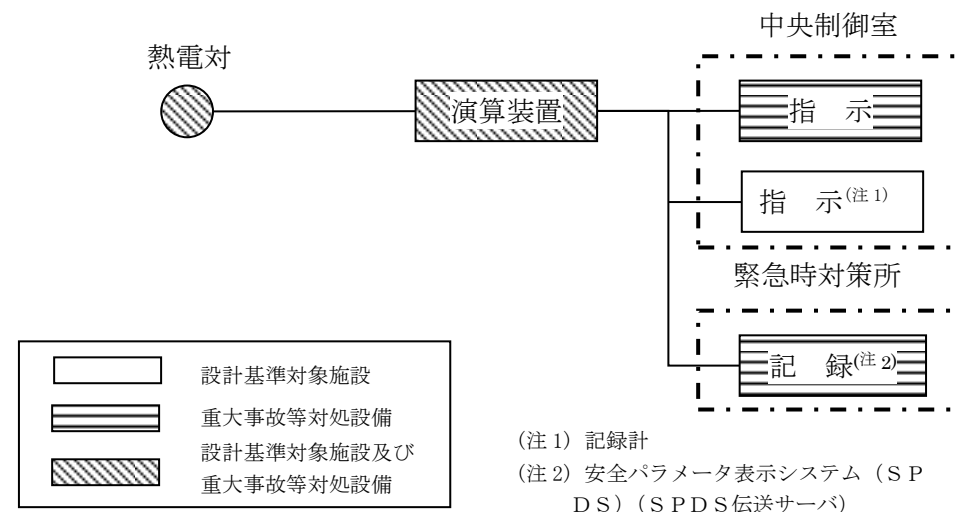 中央制御室
熱電対
演算装置
指　示
指　示(注1)
緊急時対策所
記　録(注2)
設計基準対象施設
重大事故等対処設備
設計基準対象施設及び
重大事故等対処設備
(注1) 記録計
(注2) 安全パラメータ表示システム（ＳＰ
ＤＳ）（ＳＰＤＳ伝送サーバ）